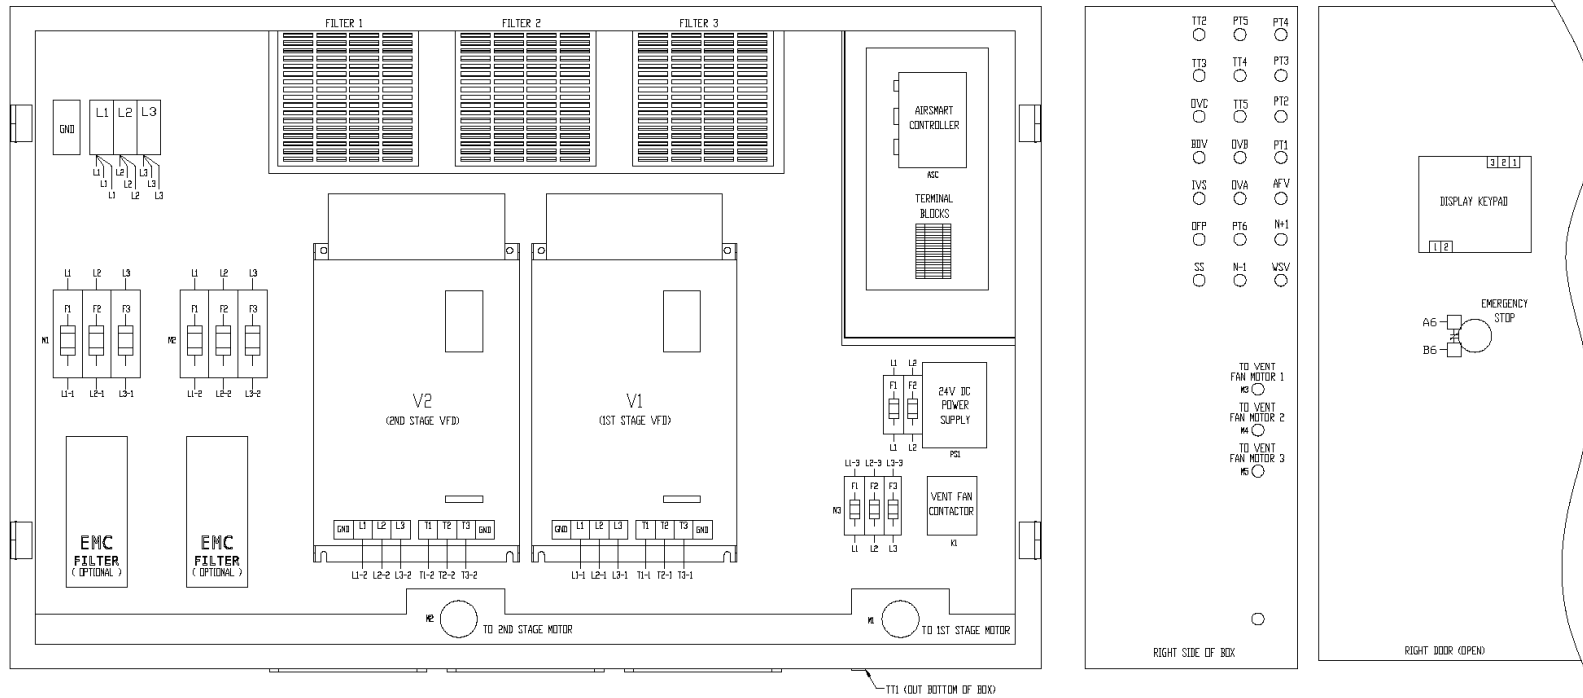 FILTER 1
FILTER 2
FILTER 3
GND
L1 L2 L3
L1 L2 L3
L1 L2 L3
L1 L2 L3
AIRSMART
CONTROLLER
ASC
TERMINAL
BLOCKS
L1 L2 L3
F1 F2 F3
N1
L1-1 L2-1 L3-1
L1 L2 L3
F1 F2 F3
N2
L1-2 L2-2 L3-2
V2
(2ND STAGE VFD)
GND L1 L2 L3 T1 T2 T3 GND
L1-2 L2-2 L3-2 T1-2 T2-2 T3-2
V1
(1ST STAGE VFD)
GND L1 L2 L3 T1 T2 T3 GND
L1-1 L2-1 L3-1 T1-1 T2-1 T3-1
L1 L2
F1 F2
L1 L2
24V DC
POWER
SUPPLY
PS1
L1-3 L2-3 L3-3
F1 F2 F3
N3
L1 L2 L3
VENT FAN
CONTACTOR
K1
EMC
FILTER
( OPTIONAL )
EMC
FILTER
( OPTIONAL )
M2
TO 2ND STAGE MOTOR
M1
TO 1ST STAGE MOTOR
TT1 (OUT BOTTOM OF BOX)
TT2 PT5 PT4
TT3 TT4 PT3
OVC TT5 PT2
BDV OVB PT1
IVS OVA AFV
OFP PT6 N+1
SS N-1 WSV
TO VENT
FAN MOTOR 1
M3
TO VENT
FAN MOTOR 2
M4
TO VENT
FAN MOTOR 3
M5
RIGHT SIDE OF BOX
3 2 1
DISPLAY KEYPAD
1 2
EMERGENCY
STOP
A6
B6
RIGHT DOOR (OPEN)